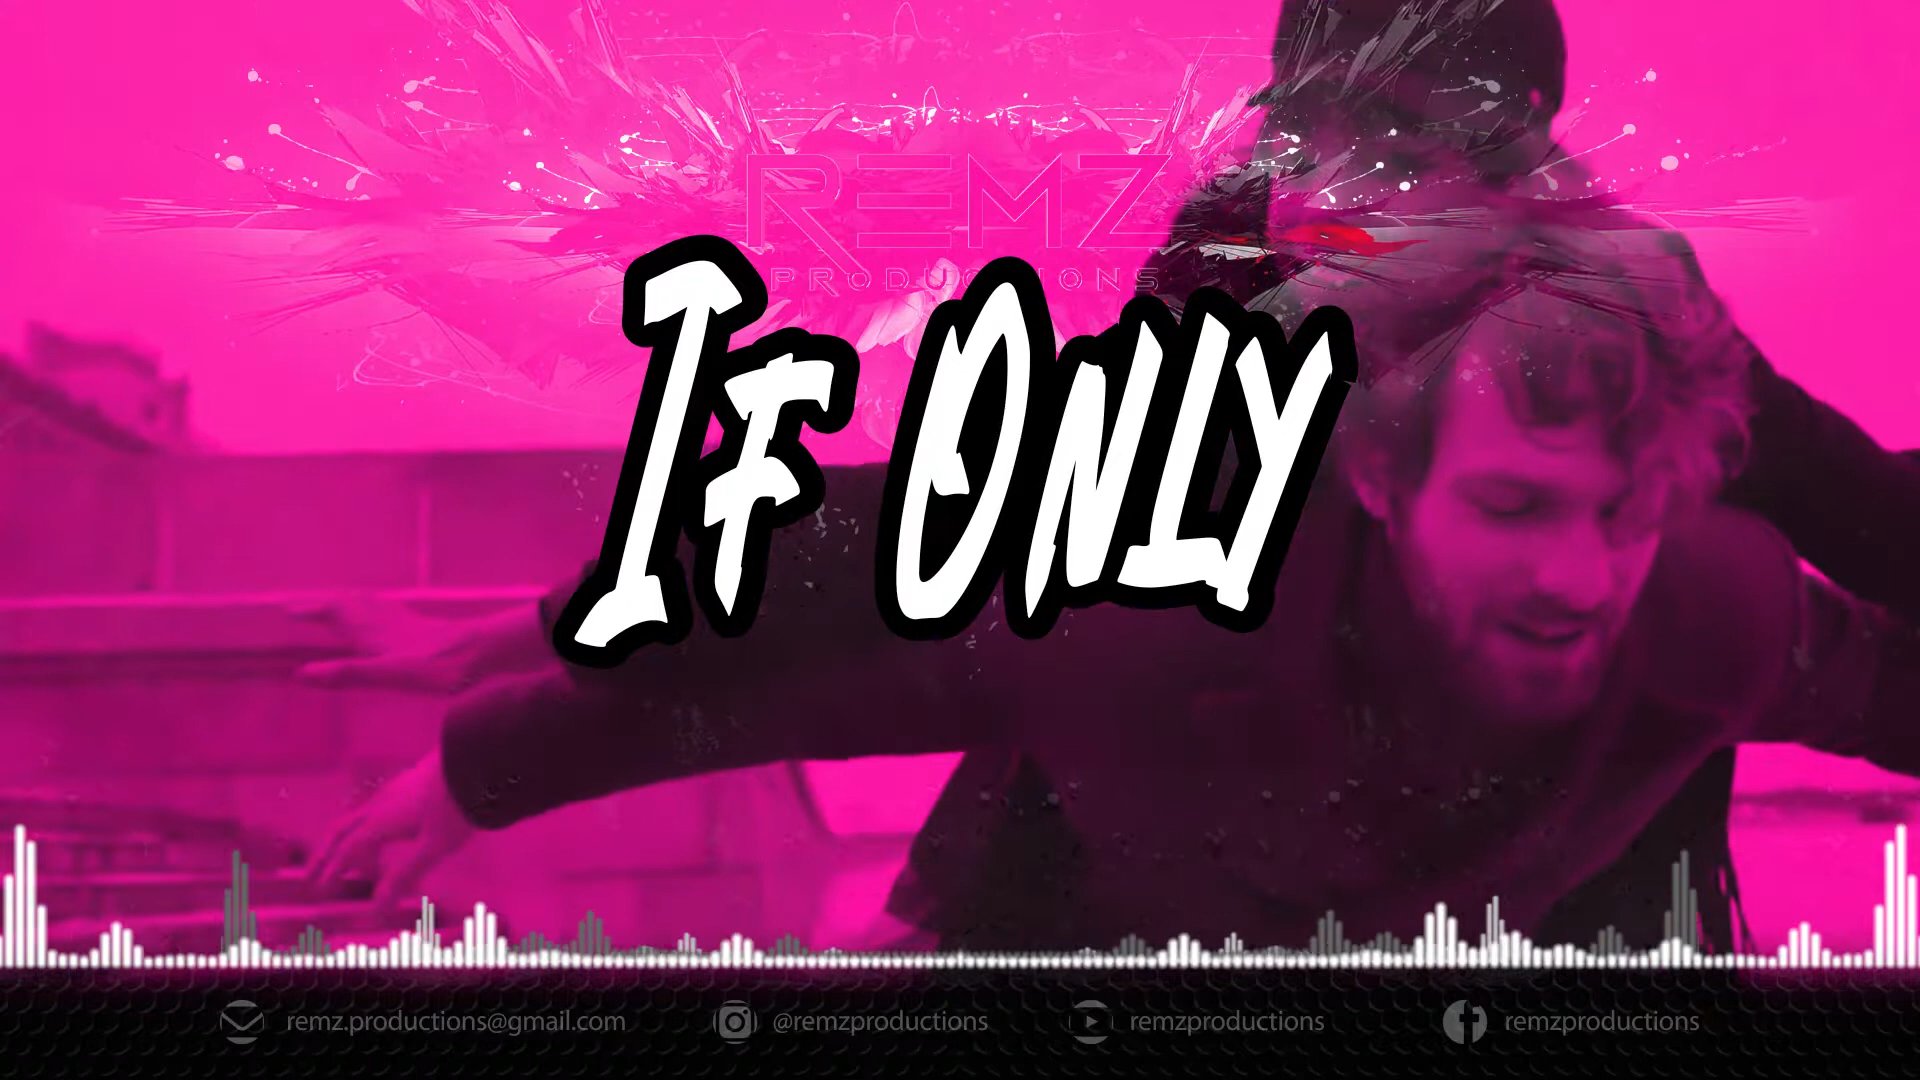 REMZ
PRODUCTIONS
IF ONLY
remz.productions@gmail.com
@remzproductions
remzproductions
remzproductions